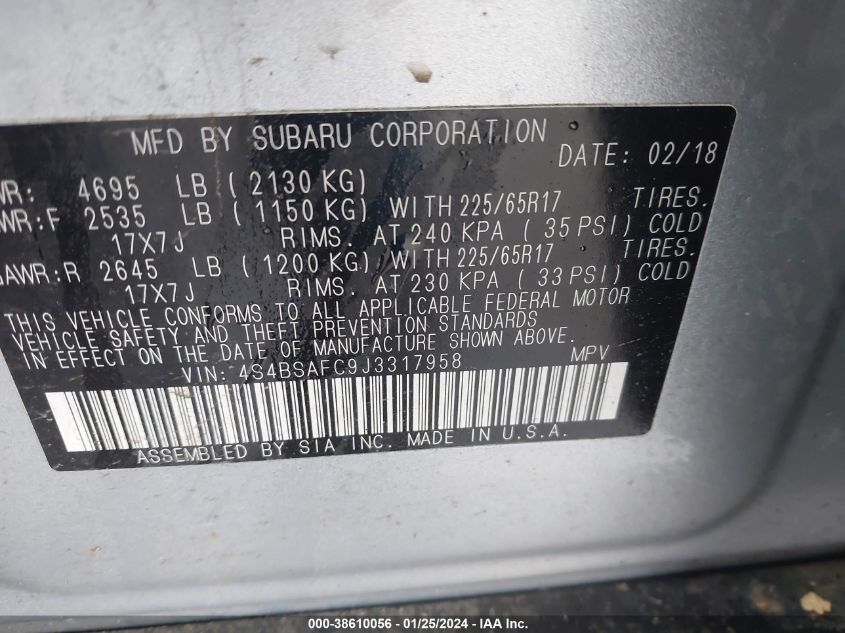 MFD BY SUBARU CORPORATION DATE: 02/18
WR: 4695 LB ( 2130 KG)
WR:F 2535 LB ( 1150 KG) WITH 225/65R17 TIRES.
17X7J RIMS. AT 240 KPA ( 35 PSI) COLD
GAWR:R 2645 LB ( 1200 KG) WITH 225/65R17 TIRES.
17X7J RIMS. AT 230 KPA ( 33 PSI) COLD
THIS VEHICLE CONFORMS TO ALL APPLICABLE FEDERAL MOTOR
VEHICLE SAFETY AND THEFT PREVENTION STANDARDS
IN EFFECT ON THE DATE OF MANUFACTURE SHOWN ABOVE.
VIN: 4S4BSAFC9J3317958 MPV
ASSEMBLED BY SIA INC. MADE IN U.S.A.
000-38610056 - 01/25/2024 - IAA Inc.